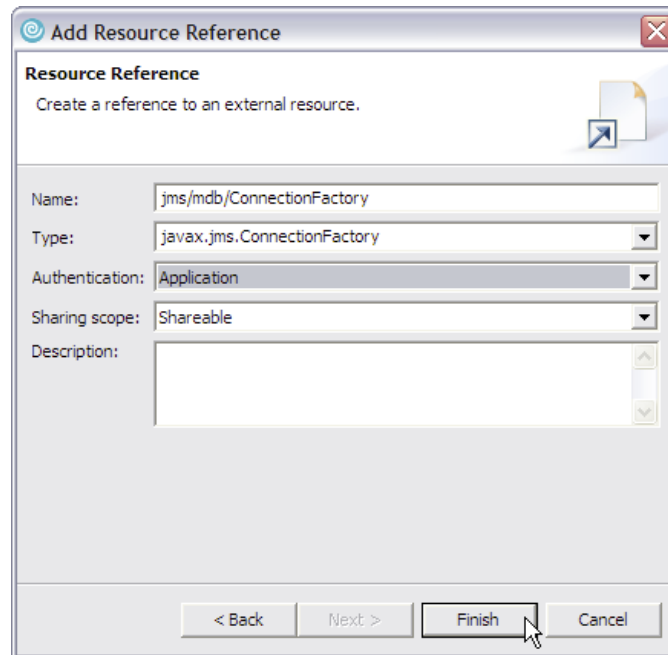 Add Resource Reference
Resource Reference
Create a reference to an external resource.
Name: jms/mdb/ConnectionFactory
Type: javax.jms.ConnectionFactory
Authentication: Application
Sharing scope: Shareable
Description:
< Back Next > Finish Cancel